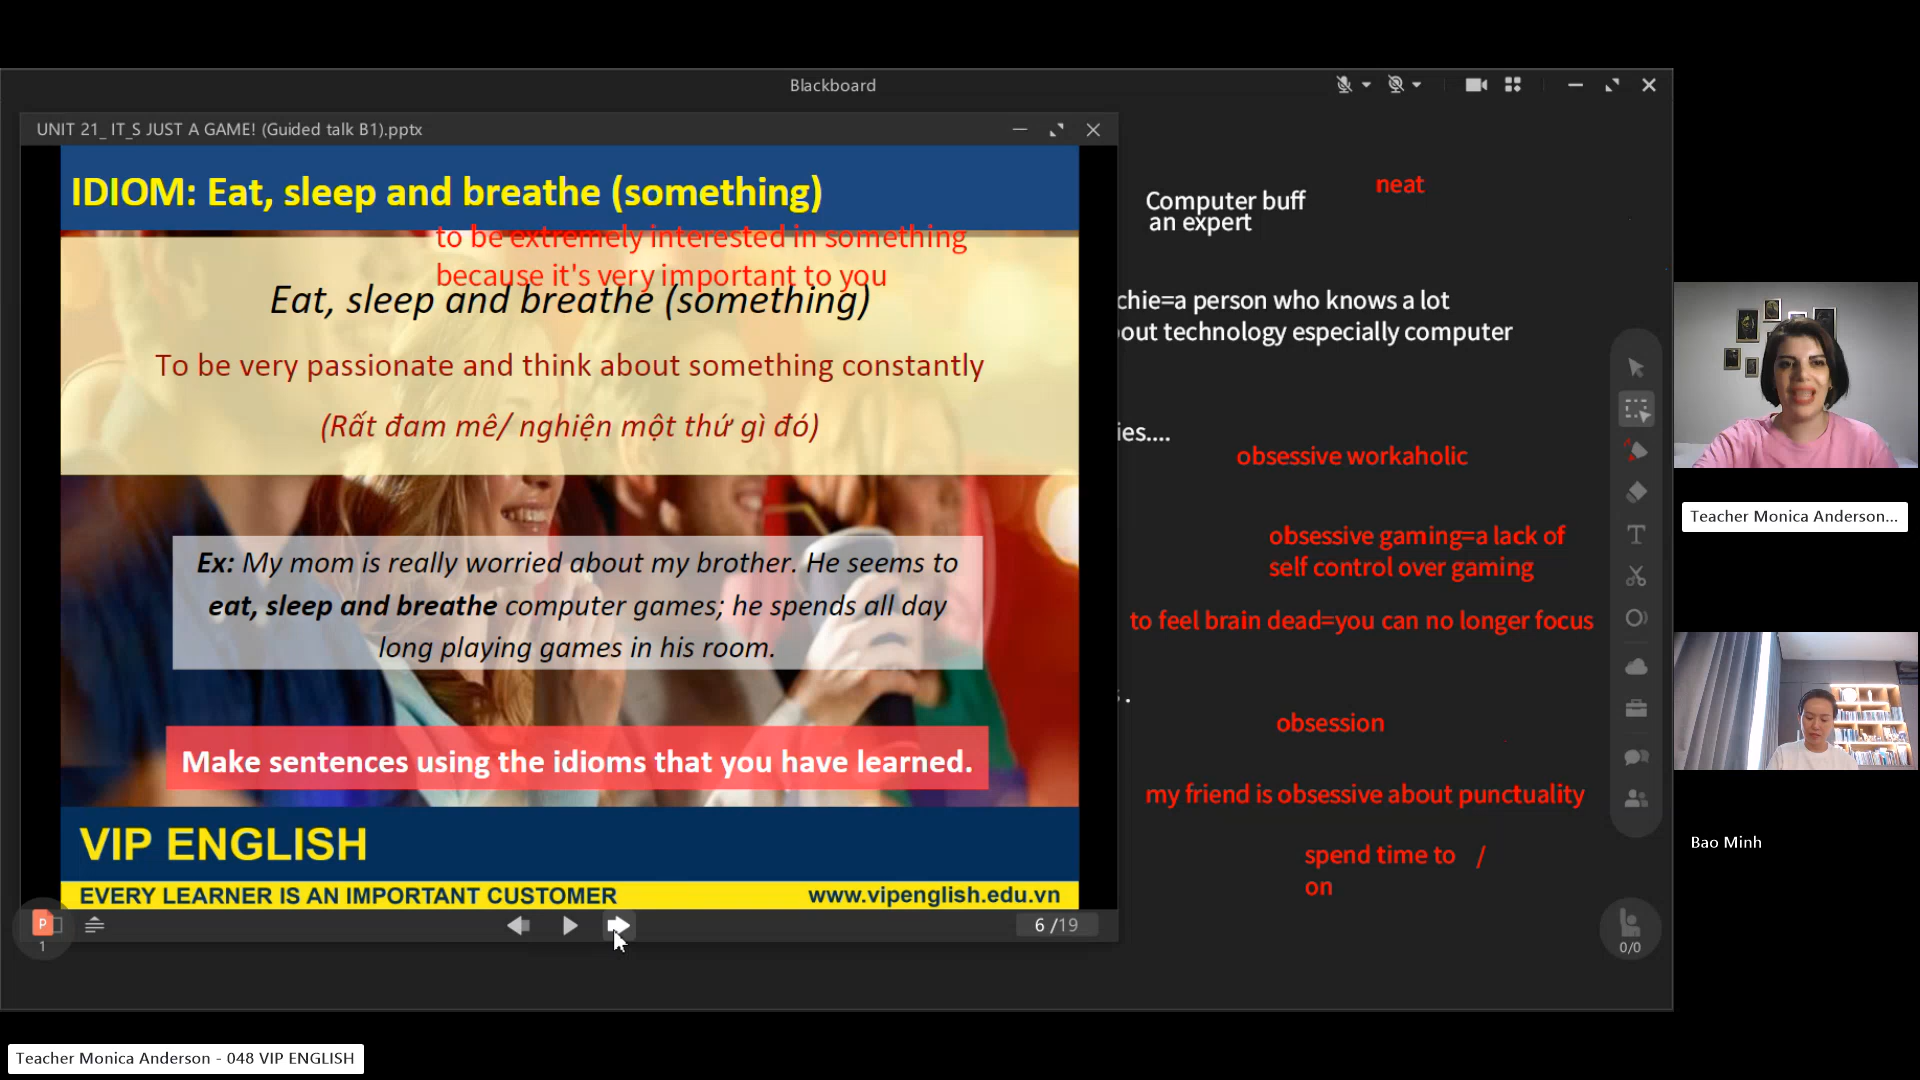 Blackboard
UNIT 21_ IT_S JUST A GAME! (Guided talk B1).pptx
IDIOM: Eat, sleep and breathe (something)
to be extremely interested in something
because it's very important to you
Eat, sleep and breathe (something)
To be very passionate and think about something constantly
(Rất đam mê/ nghiện một thứ gì đó)
Ex: My mom is really worried about my brother. He seems to
eat, sleep and breathe computer games; he spends all day
long playing games in his room.
Make sentences using the idioms that you have learned.
VIP ENGLISH
EVERY LEARNER IS AN IMPORTANT CUSTOMER
www.vipenglish.edu.vn
P
1
6 /19
neat
Computer buff
an expert
chie=a person who knows a lot
out technology especially computer
ies....
obsessive workaholic
obsessive gaming=a lack of
self control over gaming
to feel brain dead=you can no longer focus
.
obsession
my friend is obsessive about punctuality
spend time to /
on
0/0
Teacher Monica Anderson...
Bao Minh
Teacher Monica Anderson - 048 VIP ENGLISH